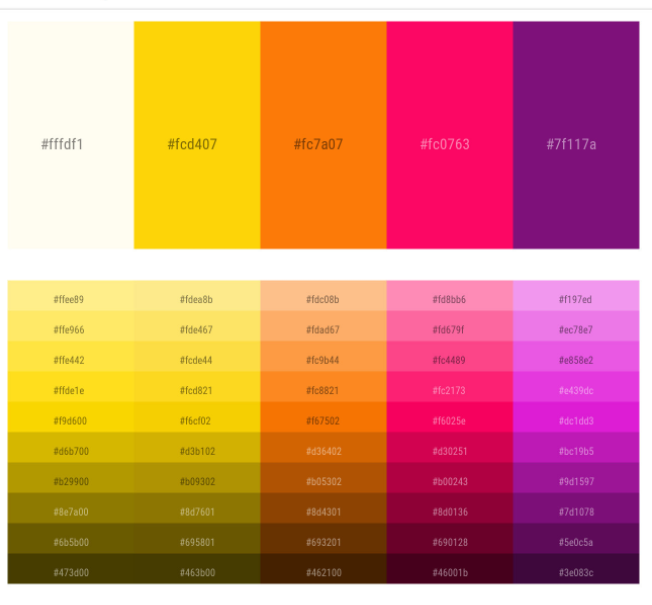 #fffdf1 #fcd407 #fc7a07 #fc0763 #7f117a
#ffee89 #fdea8b #fdc08b #fd8bb6 #f197ed
#ffe966 #fde467 #fdad67 #fd679f #ec78e7
#ffe442 #fcde44 #fc9b44 #fc4489 #e858e2
#ffde1e #fcd821 #fc8821 #fc2173 #e439dc
#f9d600 #f6cf02 #f67502 #f6025e #dc1dd3
#d6b700 #d3b102 #d36402 #d30251 #bc19b5
#b29900 #b09302 #b05302 #b00243 #9d1597
#8e7a00 #8d7601 #8d4301 #8d0136 #7d1078
#6b5b00 #695801 #693201 #690128 #5e0c5a
#473d00 #463b00 #462100 #46001b #3e083c